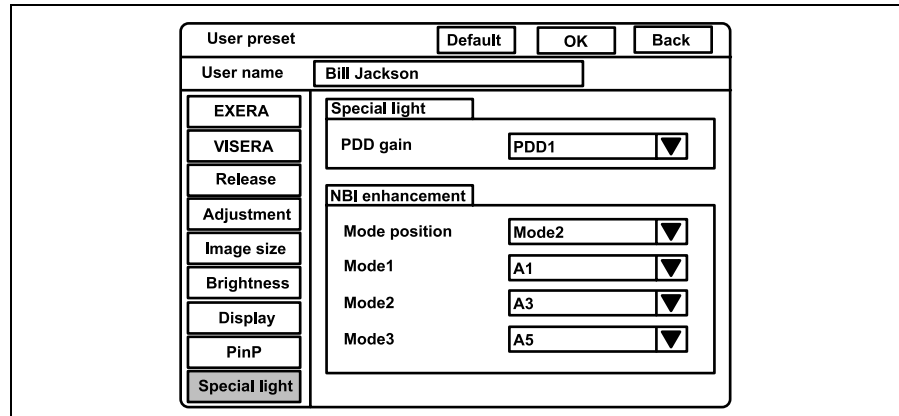 User preset Default OK Back
User name Bill Jackson
EXERA
VISERA
Release
Adjustment
Image size
Brightness
Display
PinP
Special light
Special light
PDD gain PDD1
NBI enhancement
Mode position Mode2
Mode1 A1
Mode2 A3
Mode3 A5